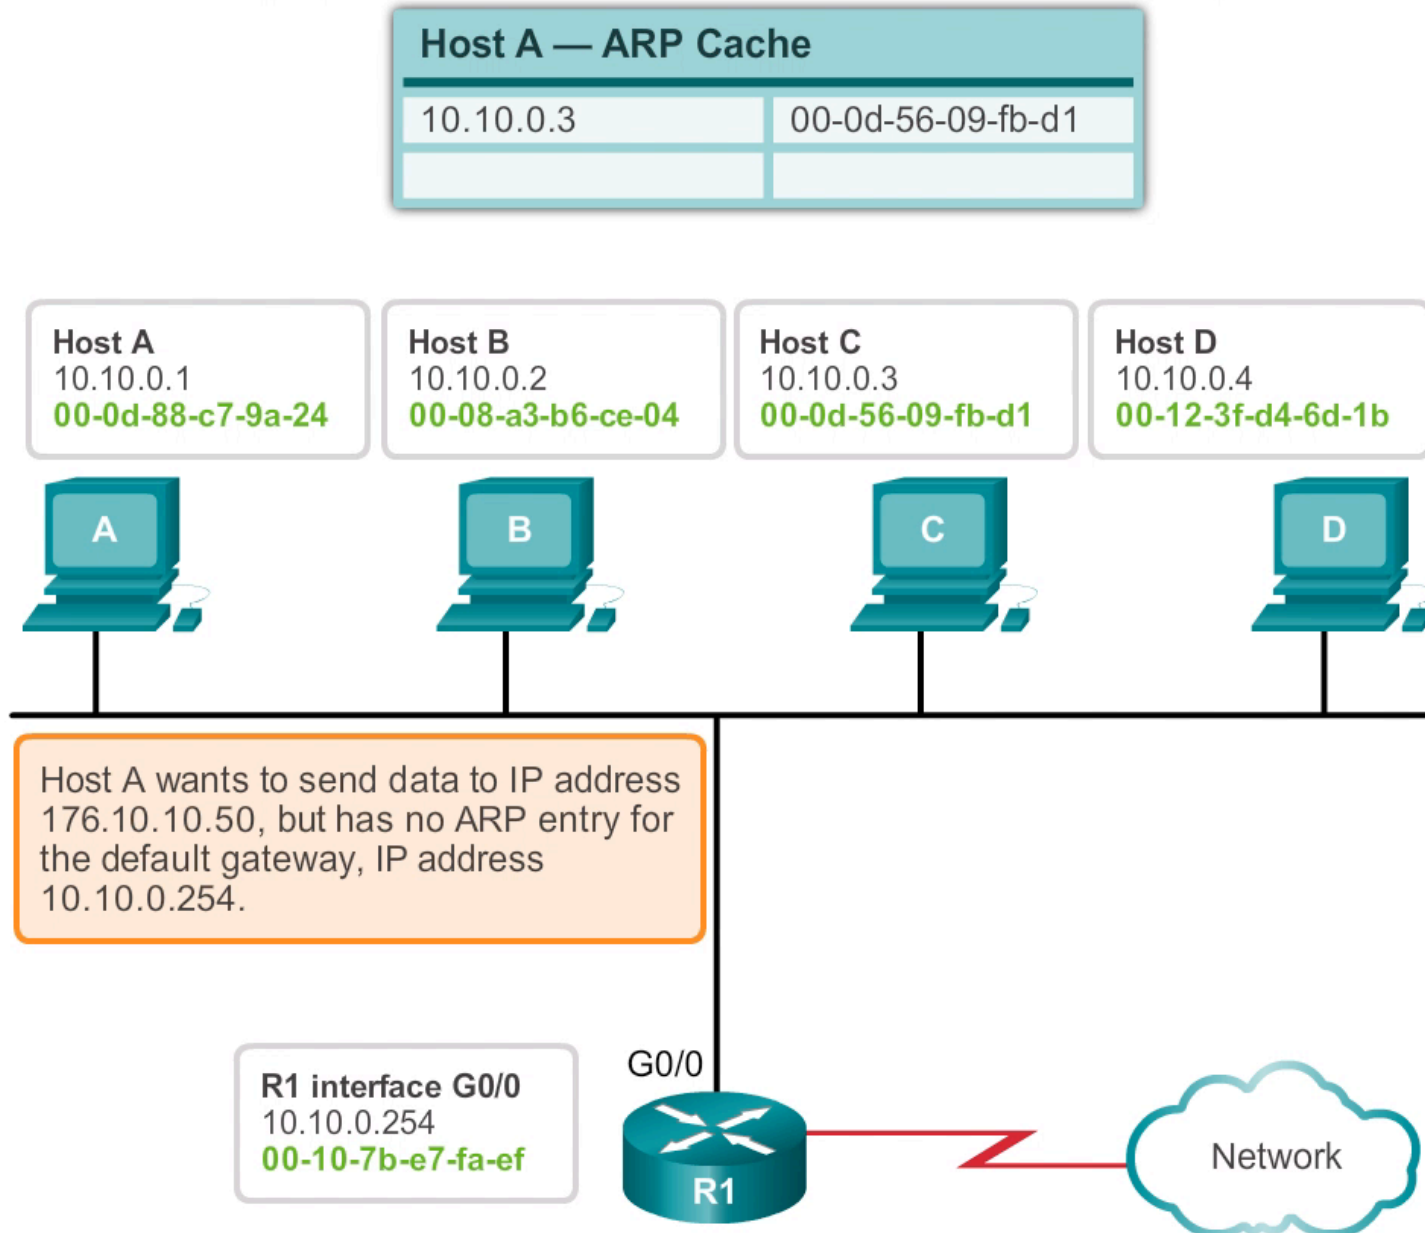 Host A — ARP Cache
10.10.0.3 00-0d-56-09-fb-d1
Host A
10.10.0.1
00-0d-88-c7-9a-24
Host B
10.10.0.2
00-08-a3-b6-ce-04
Host C
10.10.0.3
00-0d-56-09-fb-d1
Host D
10.10.0.4
00-12-3f-d4-6d-1b
A
B
C
D
Host A wants to send data to IP address
176.10.10.50, but has no ARP entry for
the default gateway, IP address
10.10.0.254.
G0/0
R1 interface G0/0
10.10.0.254
00-10-7b-e7-fa-ef
R1
Network